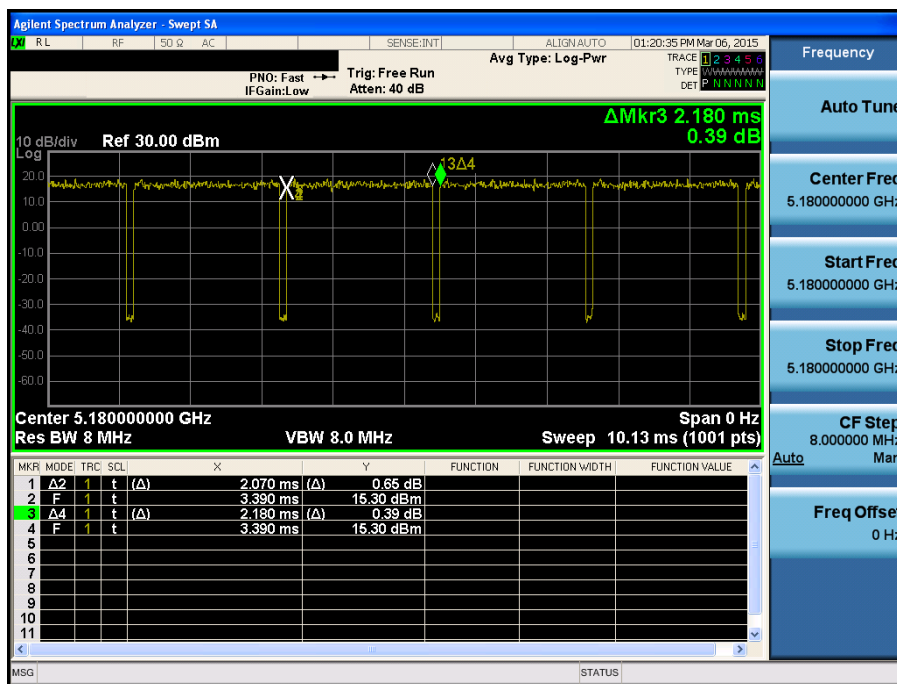 Agilent Spectrum Analyzer - Swept SA
LXI RL RF 50 Ω AC SENSE:INT ALIGNAUTO 01:20:35 PM Mar 06, 2015
Frequency
PNO: Fast Trig: Free Run Avg Type: Log-Pwr TRACE 1 2 3 4 5 6
IFGain:Low Atten: 40 dB TYPE
DET P N N N N N
Auto Tune
ΔMkr3 2.180 ms
0.39 dB
10 dB/div Ref 30.00 dBm
Log
20.0
10.0
0.00
-10.0
-20.0
-30.0
-40.0
-50.0
-60.0
13Δ4
2
Center Freq
5.180000000 GHz
Start Freq
5.180000000 GHz
Stop Freq
5.180000000 GHz
Center 5.180000000 GHz Span 0 Hz
Res BW 8 MHz VBW 8.0 MHz Sweep 10.13 ms (1001 pts)
CF Step
8.000000 MHz
Auto Man
Freq Offset
0 Hz
MKR MODE TRC SCL X Y FUNCTION FUNCTION WIDTH FUNCTION VALUE
1 Δ2 1 t (Δ) 2.070 ms (Δ) 0.65 dB
2 F 1 t 3.390 ms 15.30 dBm
3 Δ4 1 t (Δ) 2.180 ms (Δ) 0.39 dB
4 F 1 t 3.390 ms 15.30 dBm
5
6
7
8
9
10
11
MSG STATUS